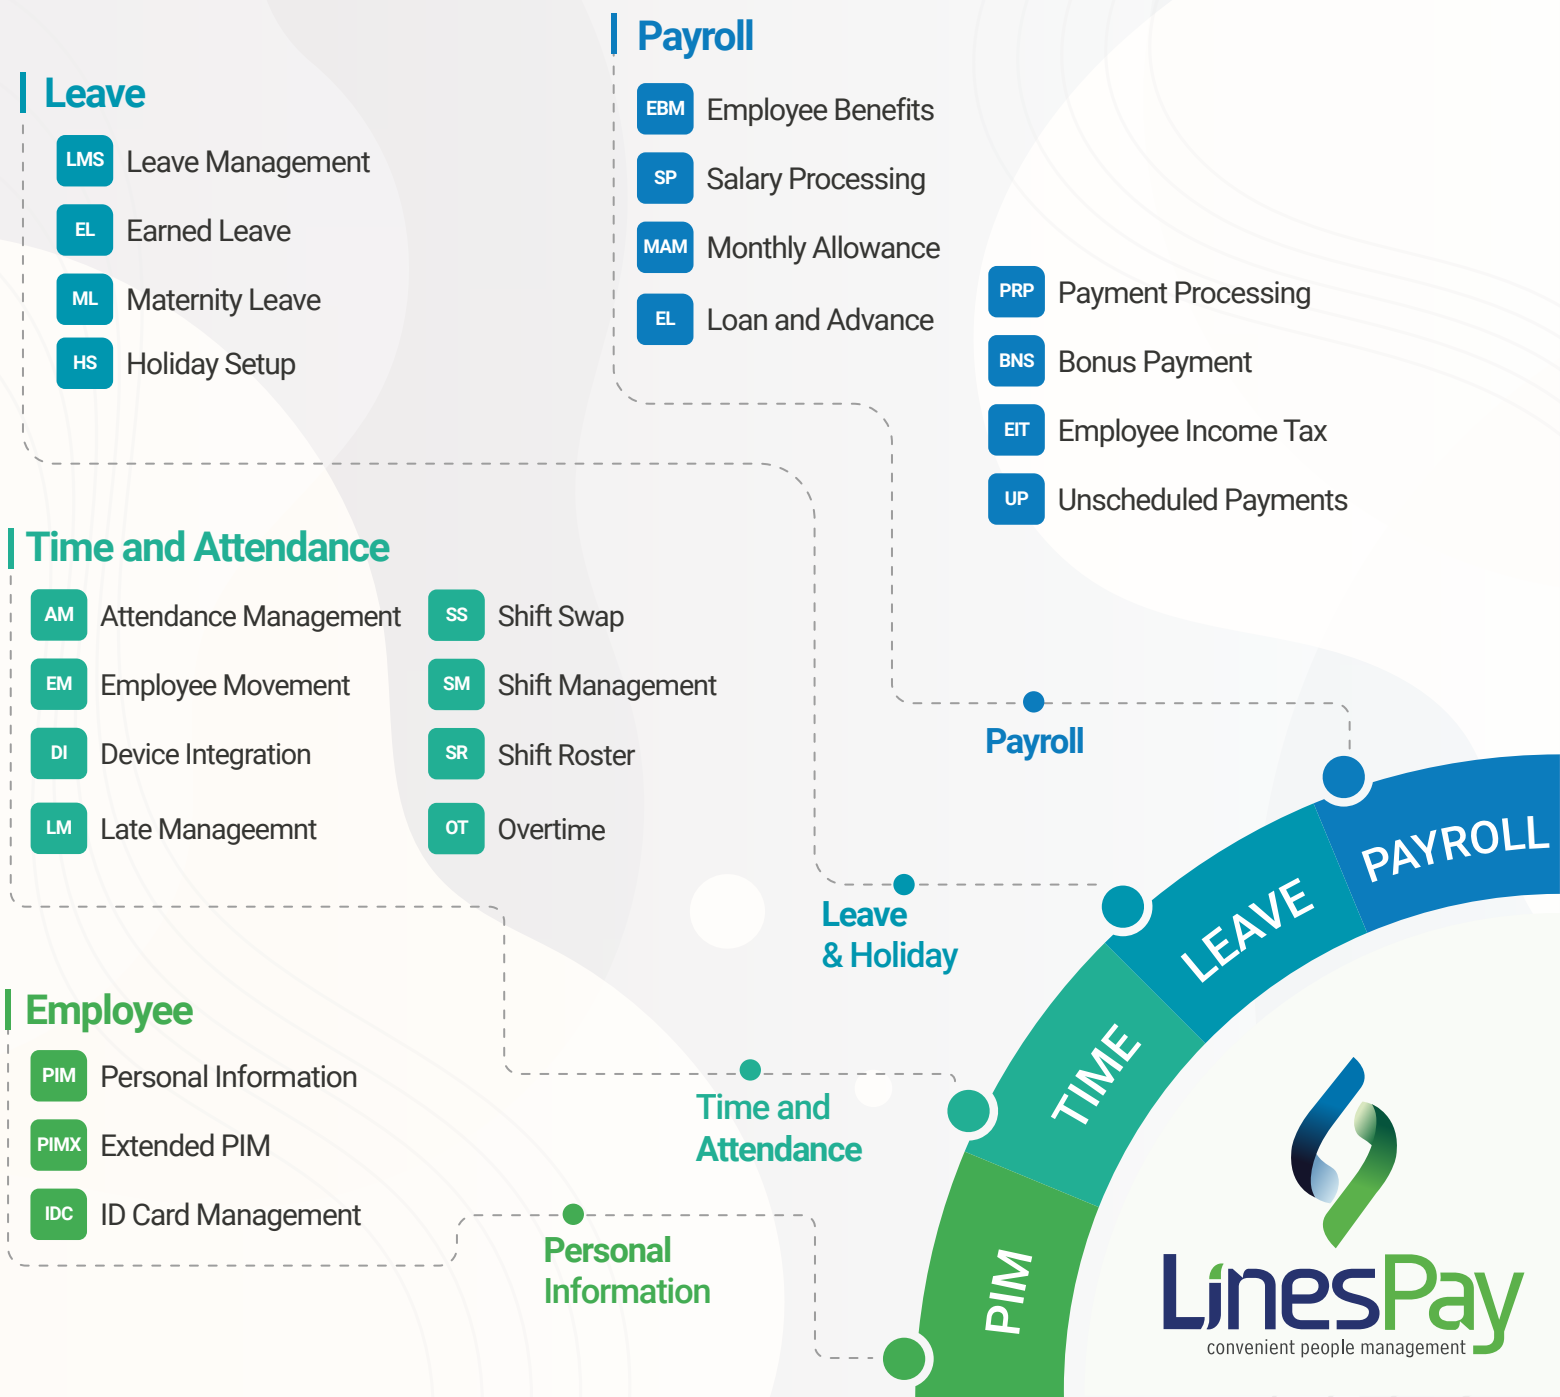 Payroll
EBM Employee Benefits
SP Salary Processing
MAM Monthly Allowance
EL Loan and Advance
PRP Payment Processing
BNS Bonus Payment
EIT Employee Income Tax
UP Unscheduled Payments
Leave
LMS Leave Management
EL Earned Leave
ML Maternity Leave
HS Holiday Setup
Time and Attendance
AM Attendance Management
EM Employee Movement
DI Device Integration
LM Late Manageemnt
SS Shift Swap
SM Shift Management
SR Shift Roster
OT Overtime
Employee
PIM Personal Information
PIMX Extended PIM
IDC ID Card Management
Payroll
Leave
& Holiday
Time and
Attendance
Personal
Information
PAYROLL
LEAVE
TIME
PIM
LinesPay
convenient people management